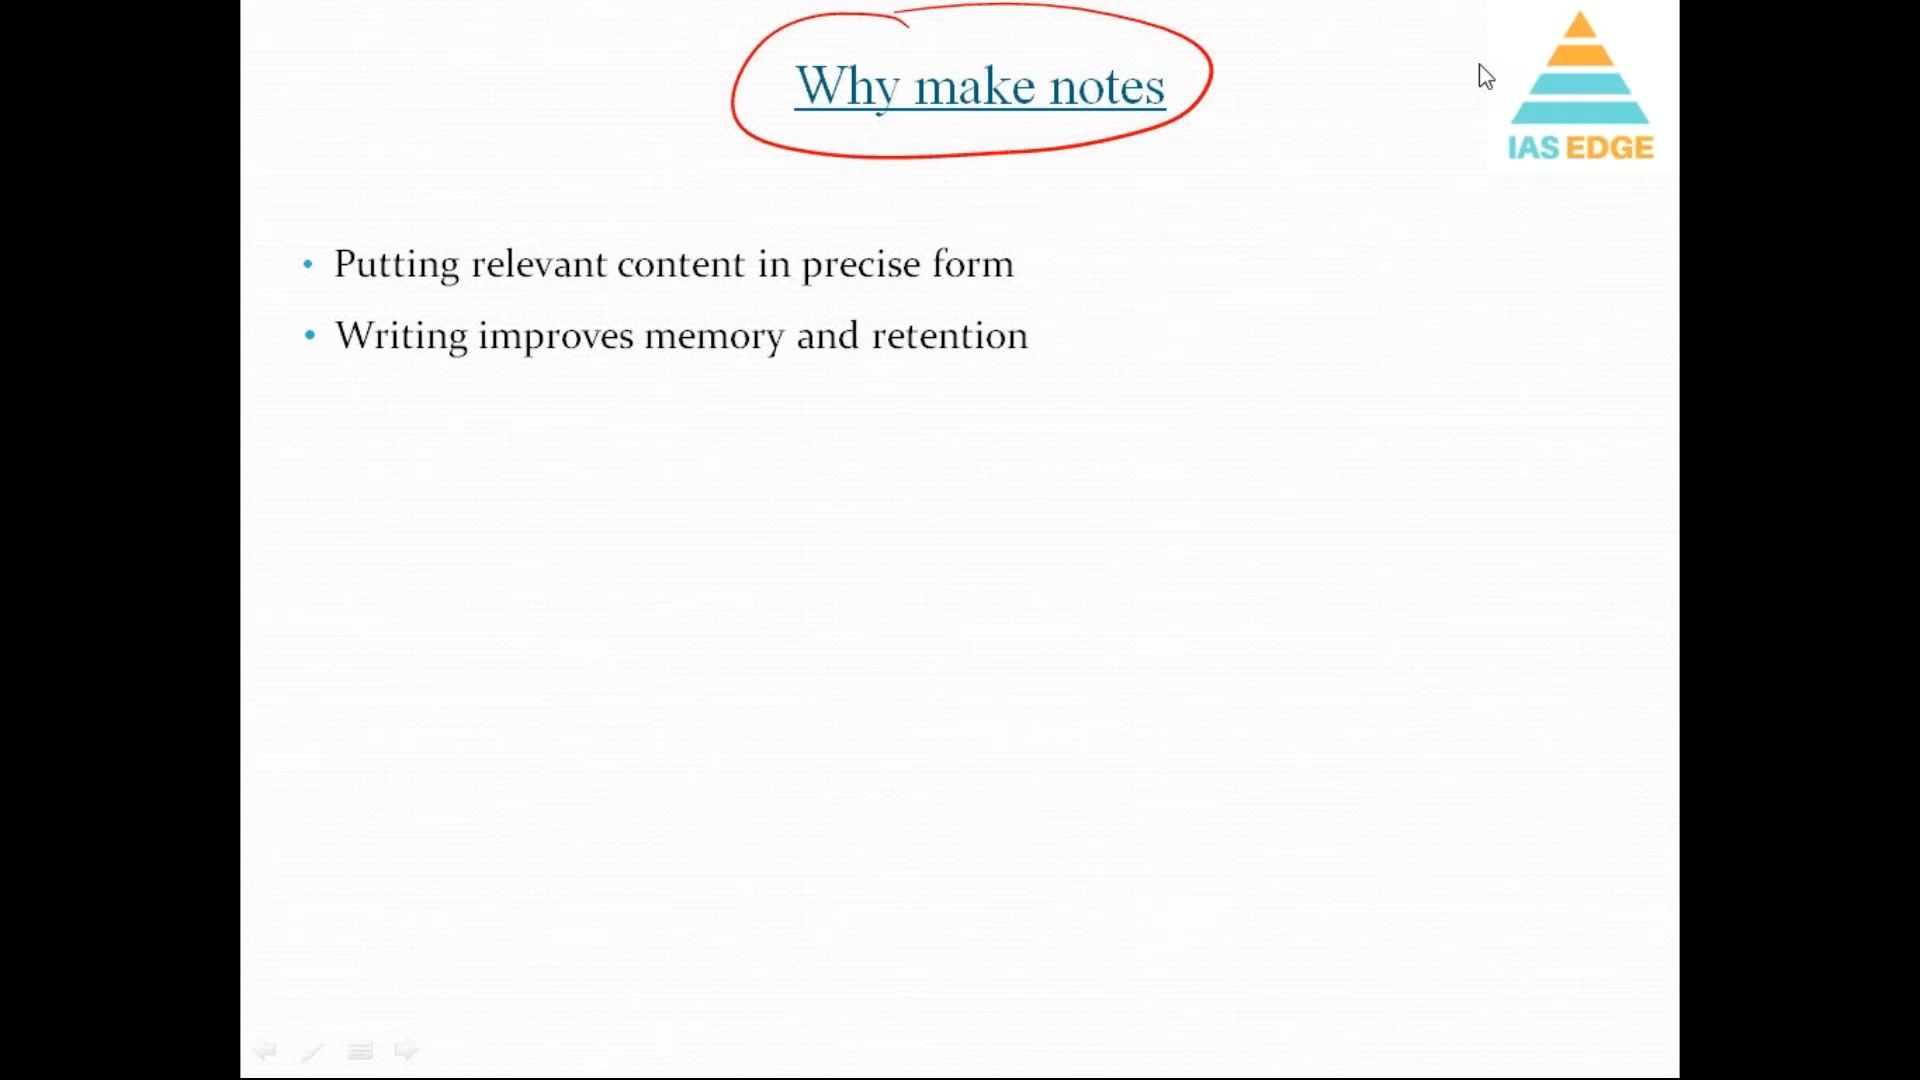 Why make notes
IAS EDGE
• Putting relevant content in precise form
• Writing improves memory and retention